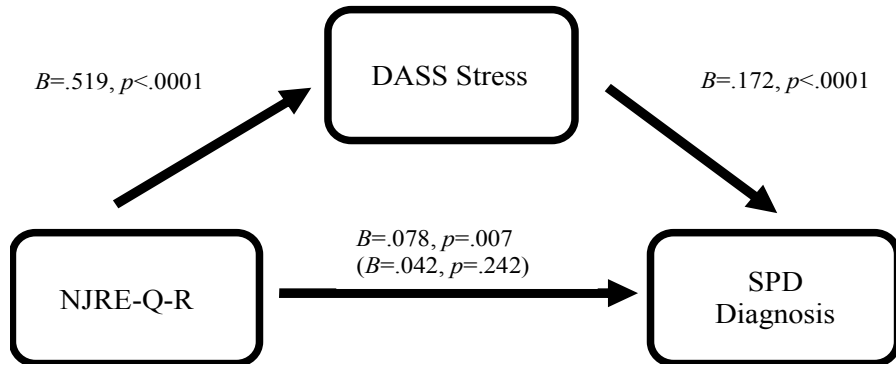 DASS Stress
B=.519, p<.0001
B=.172, p<.0001
B=.078, p=.007
(B=.042, p=.242)
NJRE-Q-R
SPD
Diagnosis